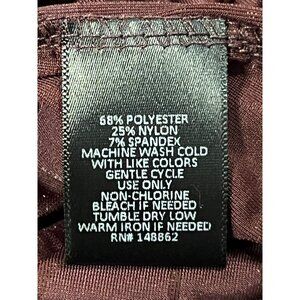 68% POLYESTER
25% NYLON
7% SPANDEX
MACHINE WASH COLD
WITH LIKE COLORS
GENTLE CYCLE
USE ONLY
NON-CHLORINE
BLEACH IF NEEDED
TUMBLE DRY LOW
WARM IRON IF NEEDED
RN# 148862